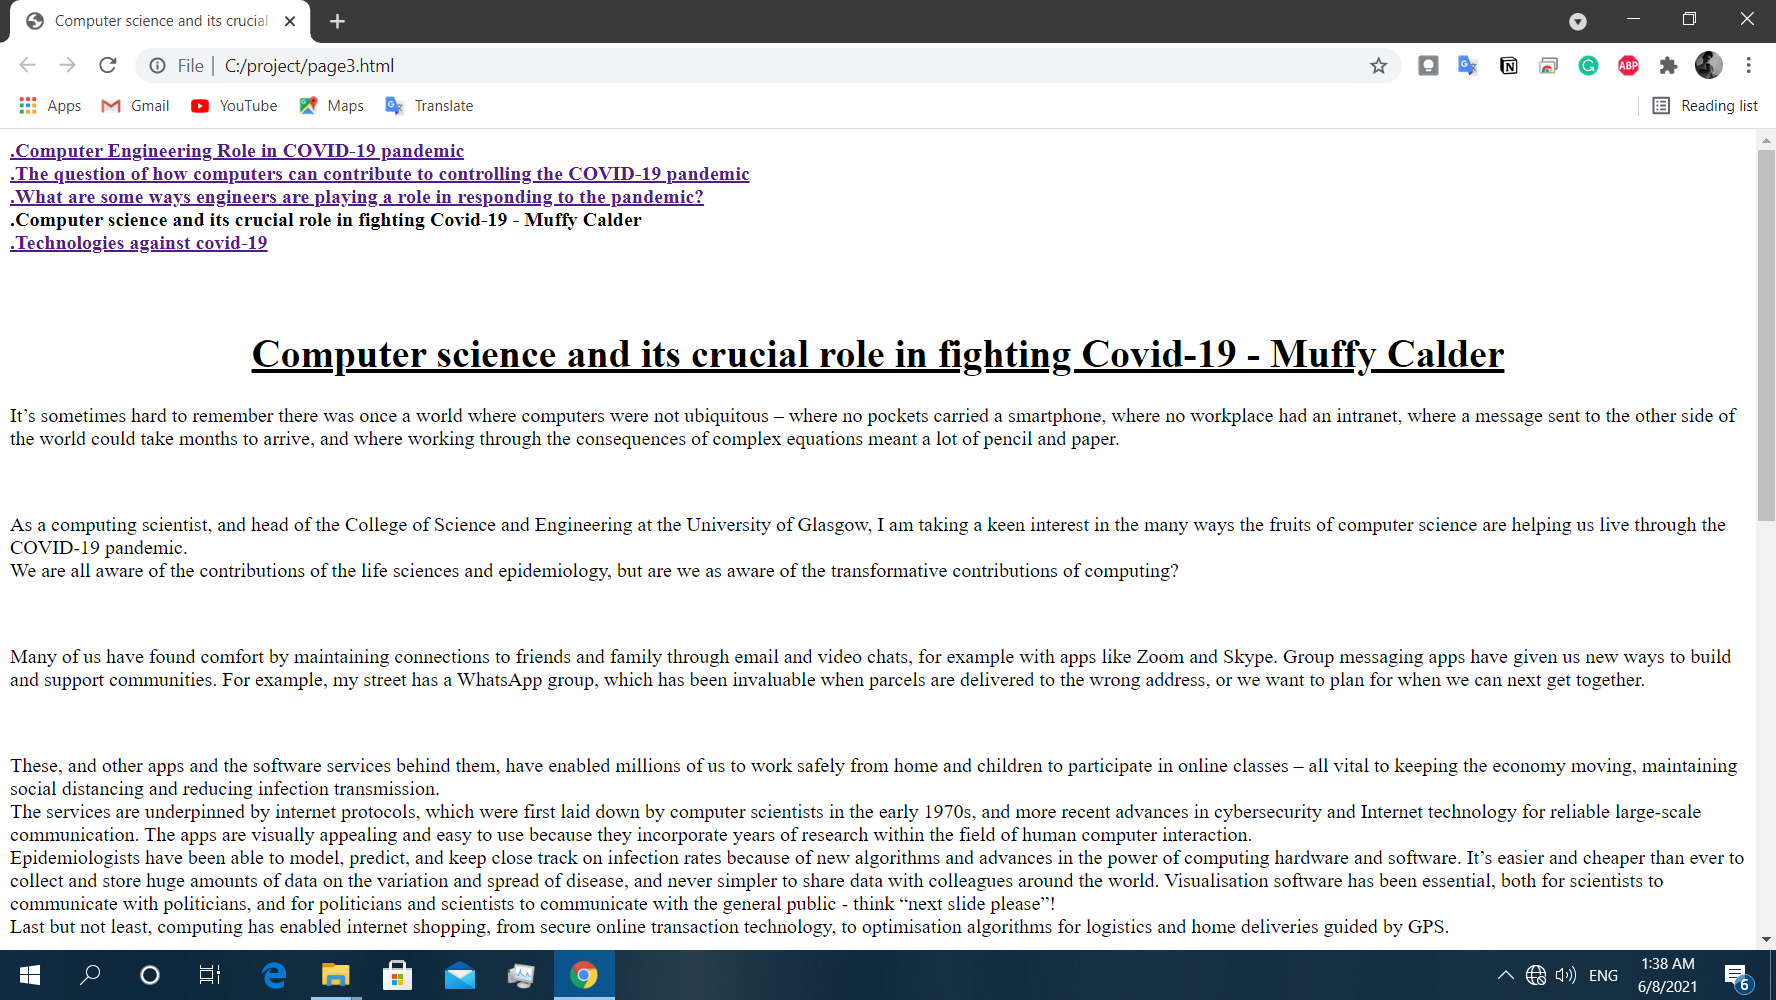 Computer science and its crucial
File | C:/project/page3.html
ABP
Apps Gmail YouTube Maps Translate Reading list
.Computer Engineering Role in COVID-19 pandemic
.The question of how computers can contribute to controlling the COVID-19 pandemic
.What are some ways engineers are playing a role in responding to the pandemic?
.Computer science and its crucial role in fighting Covid-19 - Muffy Calder
.Technologies against covid-19
Computer science and its crucial role in fighting Covid-19 - Muffy Calder
It’s sometimes hard to remember there was once a world where computers were not ubiquitous – where no pockets carried a smartphone, where no workplace had an intranet, where a message sent to the other side of
the world could take months to arrive, and where working through the consequences of complex equations meant a lot of pencil and paper.
As a computing scientist, and head of the College of Science and Engineering at the University of Glasgow, I am taking a keen interest in the many ways the fruits of computer science are helping us live through the
COVID-19 pandemic.
We are all aware of the contributions of the life sciences and epidemiology, but are we as aware of the transformative contributions of computing?
Many of us have found comfort by maintaining connections to friends and family through email and video chats, for example with apps like Zoom and Skype. Group messaging apps have given us new ways to build
and support communities. For example, my street has a WhatsApp group, which has been invaluable when parcels are delivered to the wrong address, or we want to plan for when we can next get together.
These, and other apps and the software services behind them, have enabled millions of us to work safely from home and children to participate in online classes – all vital to keeping the economy moving, maintaining
social distancing and reducing infection transmission.
The services are underpinned by internet protocols, which were first laid down by computer scientists in the early 1970s, and more recent advances in cybersecurity and Internet technology for reliable large-scale
communication. The apps are visually appealing and easy to use because they incorporate years of research within the field of human computer interaction.
Epidemiologists have been able to model, predict, and keep close track on infection rates because of new algorithms and advances in the power of computing hardware and software. It’s easier and cheaper than ever to
collect and store huge amounts of data on the variation and spread of disease, and never simpler to share data with colleagues around the world. Visualisation software has been essential, both for scientists to
communicate with politicians, and for politicians and scientists to communicate with the general public - think “next slide please”!
Last but not least, computing has enabled internet shopping, from secure online transaction technology, to optimisation algorithms for logistics and home deliveries guided by GPS.
ENG
1:38 AM
6/8/2021
6